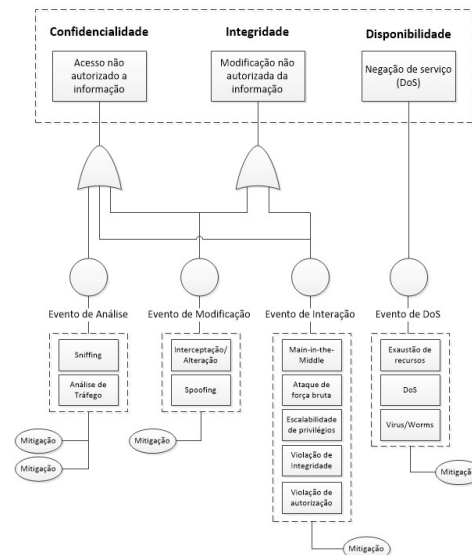 Confidencialidade
Integridade
Disponibilidade
Acesso não
autorizado a
informação
Modificação não
autorizada da
informação
Negação de serviço
(DoS)
Evento de Análise
Evento de Modificação
Evento de Interação
Evento de DoS
Sniffing
Análise de
Tráfego
Mitigação
Mitigação
Interceptação/
Alteração
Spoofing
Mitigação
Main-in-the-
Middle
Ataque de
força bruta
Escalabilidade
de privilégios
Violação de
Integridade
Violação de
autorização
Mitigação
Exaustão de
recursos
DoS
Virus/Worms
Mitigação